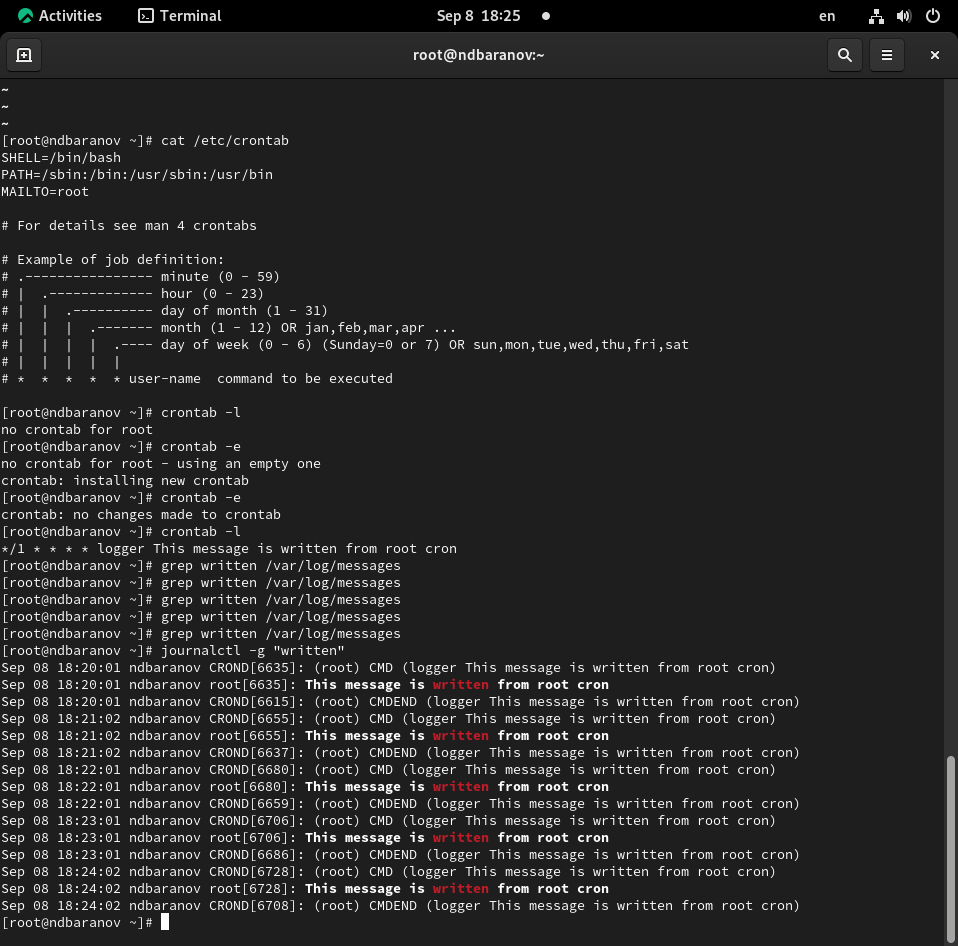 Activities Terminal Sep 8 18:25 en
root@ndbaranov:~
~
~
~
[root@ndbaranov ~]# cat /etc/crontab
SHELL=/bin/bash
PATH=/sbin:/bin:/usr/sbin:/usr/bin
MAILTO=root

# For details see man 4 crontabs

# Example of job definition:
# .---------------- minute (0 - 59)
# |  .------------- hour (0 - 23)
# |  |  .---------- day of month (1 - 31)
# |  |  |  .------- month (1 - 12) OR jan,feb,mar,apr ...
# |  |  |  |  .---- day of week (0 - 6) (Sunday=0 or 7) OR sun,mon,tue,wed,thu,fri,sat
# |  |  |  |  |
# *  *  *  *  * user-name  command to be executed

[root@ndbaranov ~]# crontab -l
no crontab for root
[root@ndbaranov ~]# crontab -e
no crontab for root - using an empty one
crontab: installing new crontab
[root@ndbaranov ~]# crontab -e
crontab: no changes made to crontab
[root@ndbaranov ~]# crontab -l
*/1 * * * * logger This message is written from root cron
[root@ndbaranov ~]# grep written /var/log/messages
[root@ndbaranov ~]# grep written /var/log/messages
[root@ndbaranov ~]# grep written /var/log/messages
[root@ndbaranov ~]# grep written /var/log/messages
[root@ndbaranov ~]# grep written /var/log/messages
[root@ndbaranov ~]# journalctl -g "written"
Sep 08 18:20:01 ndbaranov CROND[6635]: (root) CMD (logger This message is written from root cron)
Sep 08 18:20:01 ndbaranov root[6635]: This message is written from root cron
Sep 08 18:20:01 ndbaranov CROND[6615]: (root) CMDEND (logger This message is written from root cron)
Sep 08 18:21:02 ndbaranov CROND[6655]: (root) CMD (logger This message is written from root cron)
Sep 08 18:21:02 ndbaranov root[6655]: This message is written from root cron
Sep 08 18:21:02 ndbaranov CROND[6637]: (root) CMDEND (logger This message is written from root cron)
Sep 08 18:22:01 ndbaranov CROND[6680]: (root) CMD (logger This message is written from root cron)
Sep 08 18:22:01 ndbaranov root[6680]: This message is written from root cron
Sep 08 18:22:01 ndbaranov CROND[6659]: (root) CMDEND (logger This message is written from root cron)
Sep 08 18:23:01 ndbaranov CROND[6706]: (root) CMD (logger This message is written from root cron)
Sep 08 18:23:01 ndbaranov root[6706]: This message is written from root cron
Sep 08 18:23:01 ndbaranov CROND[6686]: (root) CMDEND (logger This message is written from root cron)
Sep 08 18:24:02 ndbaranov CROND[6728]: (root) CMD (logger This message is written from root cron)
Sep 08 18:24:02 ndbaranov root[6728]: This message is written from root cron
Sep 08 18:24:02 ndbaranov CROND[6708]: (root) CMDEND (logger This message is written from root cron)
[root@ndbaranov ~]#